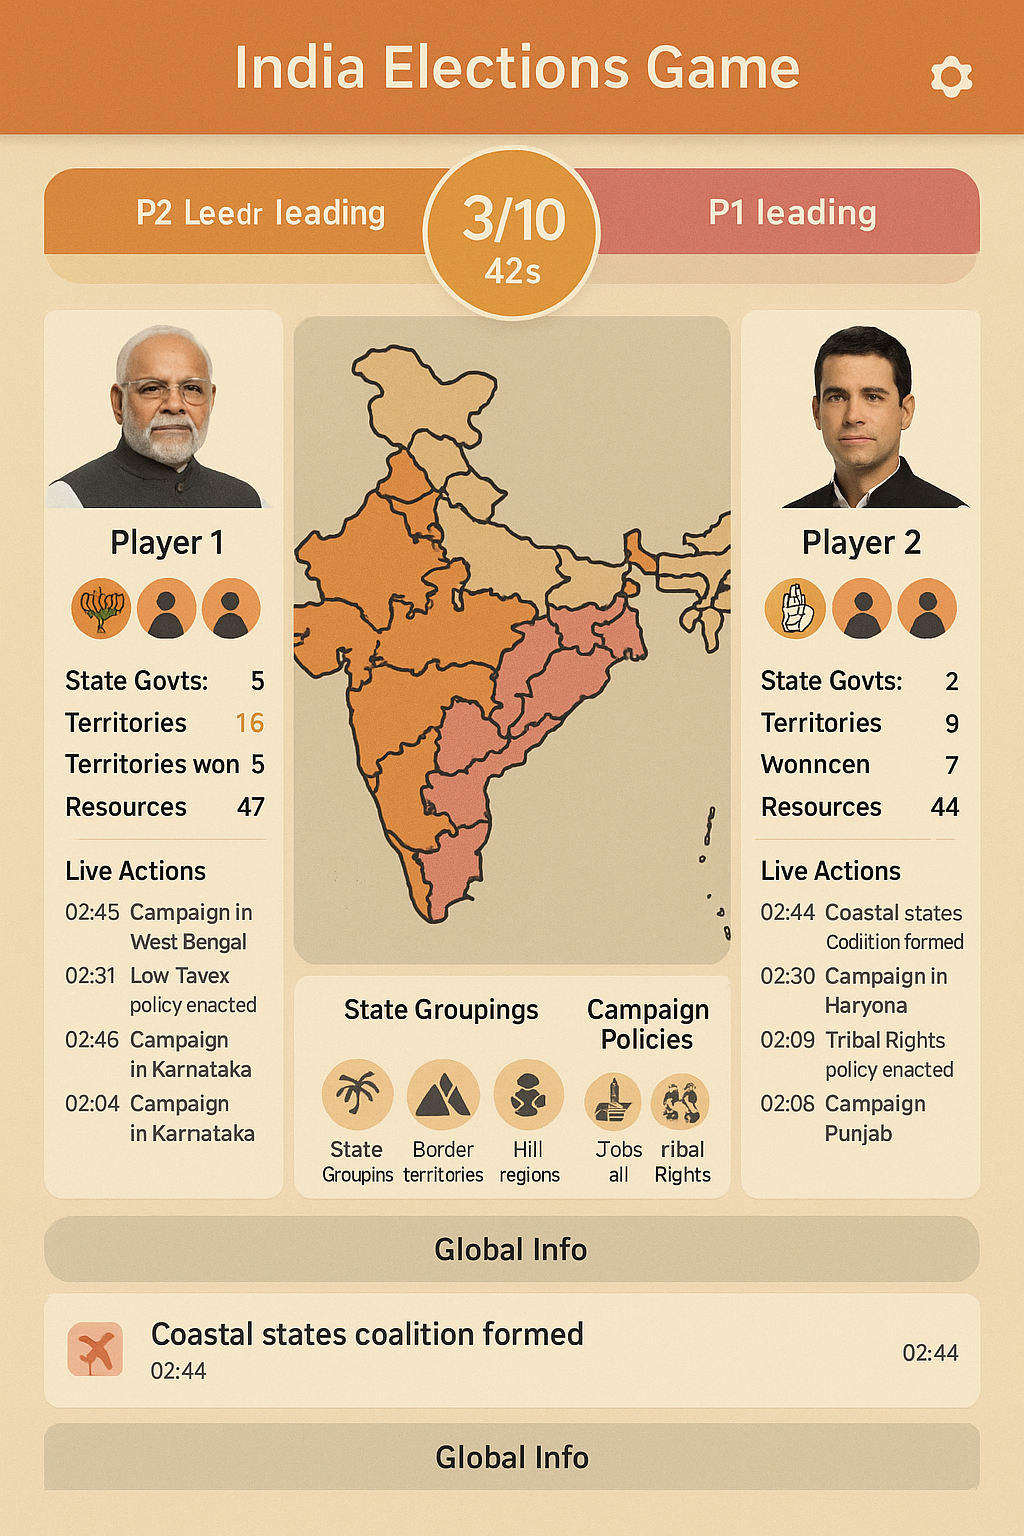 India Elections Game
P2 Leedr leading
3/10
42s
P1 leading
Player 1
State Govts: 5
Territories 16
Territories won 5
Resources 47
Live Actions
02:45 Campaign in
West Bengal
02:31 Low Tavex
policy enacted
02:46 Campaign
in Karnataka
02:04 Campaign
in Karnataka
State Groupings
State
Groupins
Border
territories
Hill
regions
Campaign
Policies
Jobs
all
ribal
Rights
Player 2
State Govts: 2
Territories 9
Wonncen 7
Resources 44
Live Actions
02:44 Coastal states
Codiition formed
02:30 Campaign in
Haryona
02:09 Tribal Rights
policy enacted
02:08 Campaign
Punjab
Global Info
Coastal states coalition formed
02:44
02:44
Global Info